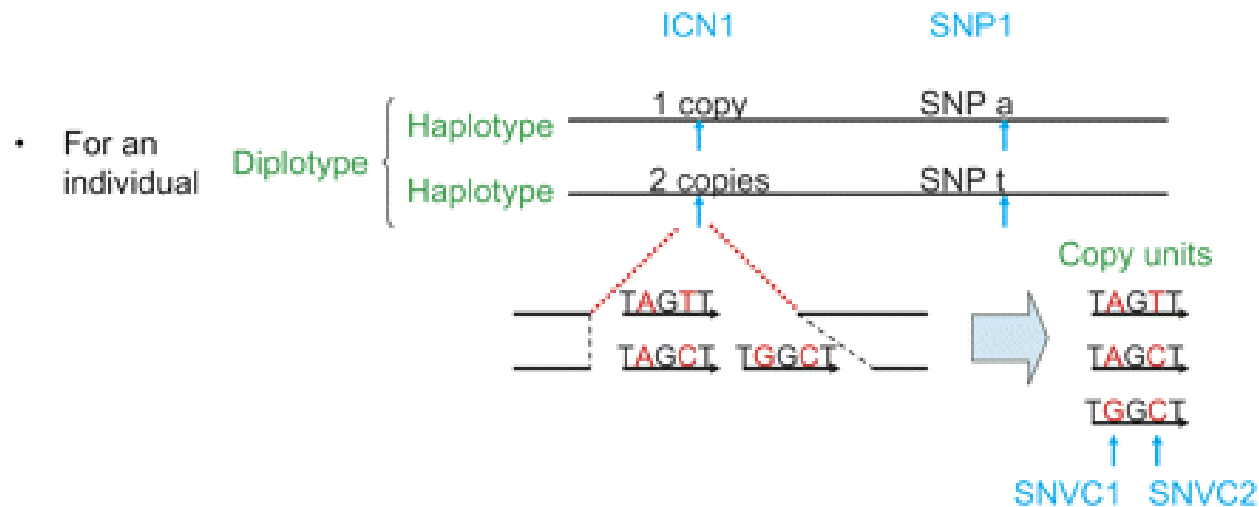 ICN1 SNP1
1 copy SNP a
Haplotype
• For an individual
Diplotype
Haplotype
2 copies SNP t
Copy units
TAGTT TAGTT
TAGCT TGGCT TAGCT
TGGCT
SNVC1 SNVC2